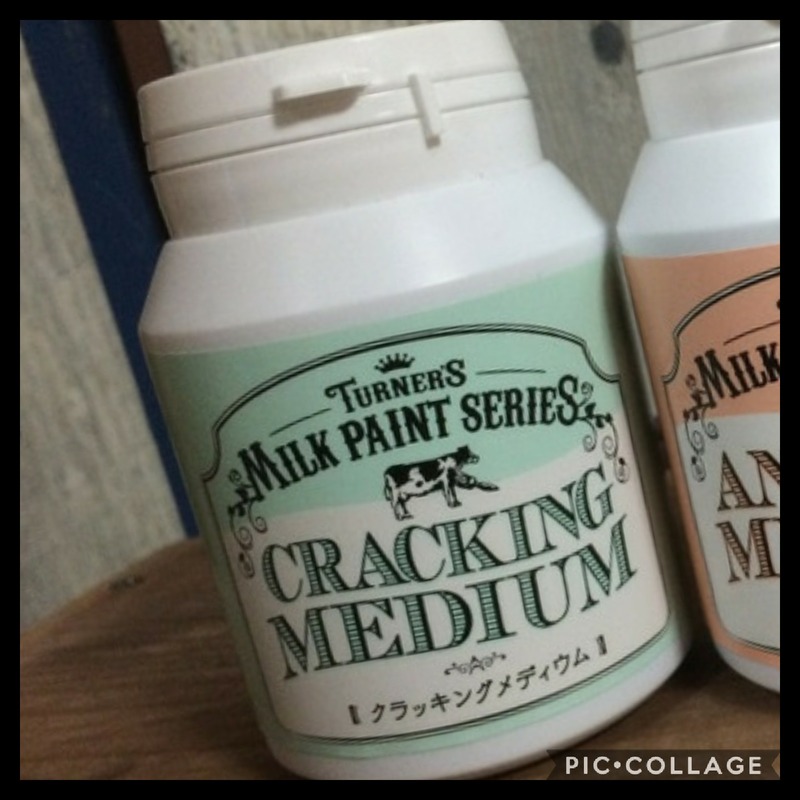 TURNER'S
MILK PAINT SERIES
CRACKING
MEDIUM
【クラッキングメディウム】
MILK
PIC•COLLAGE